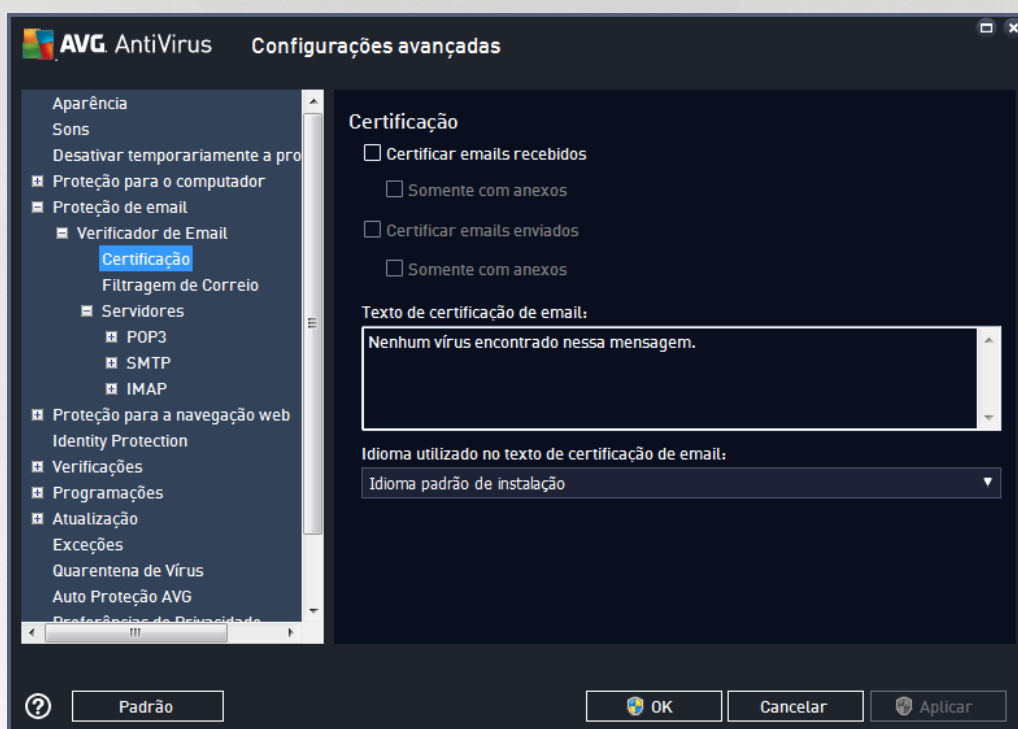 AVG. AntiVirus Configurações avançadas
Aparência
Sons
Desativar temporariamente a pro
Proteção para o computador
Proteção de email
Verificador de Email
Certificação
Filtragem de Correio
Servidores
POP3
SMTP
IMAP
Proteção para a navegação web
Identity Protection
Verificações
Programações
Atualização
Exceções
Quarentena de Vírus
Auto Proteção AVG
Preferências de Privacidade
Certificação
Certificar emails recebidos
Somente com anexos
Certificar emails enviados
Somente com anexos
Texto de certificação de email:
Nenhum vírus encontrado nessa mensagem.
Idioma utilizado no texto de certificação de email:
Idioma padrão de instalação
? Padrão OK Cancelar Aplicar